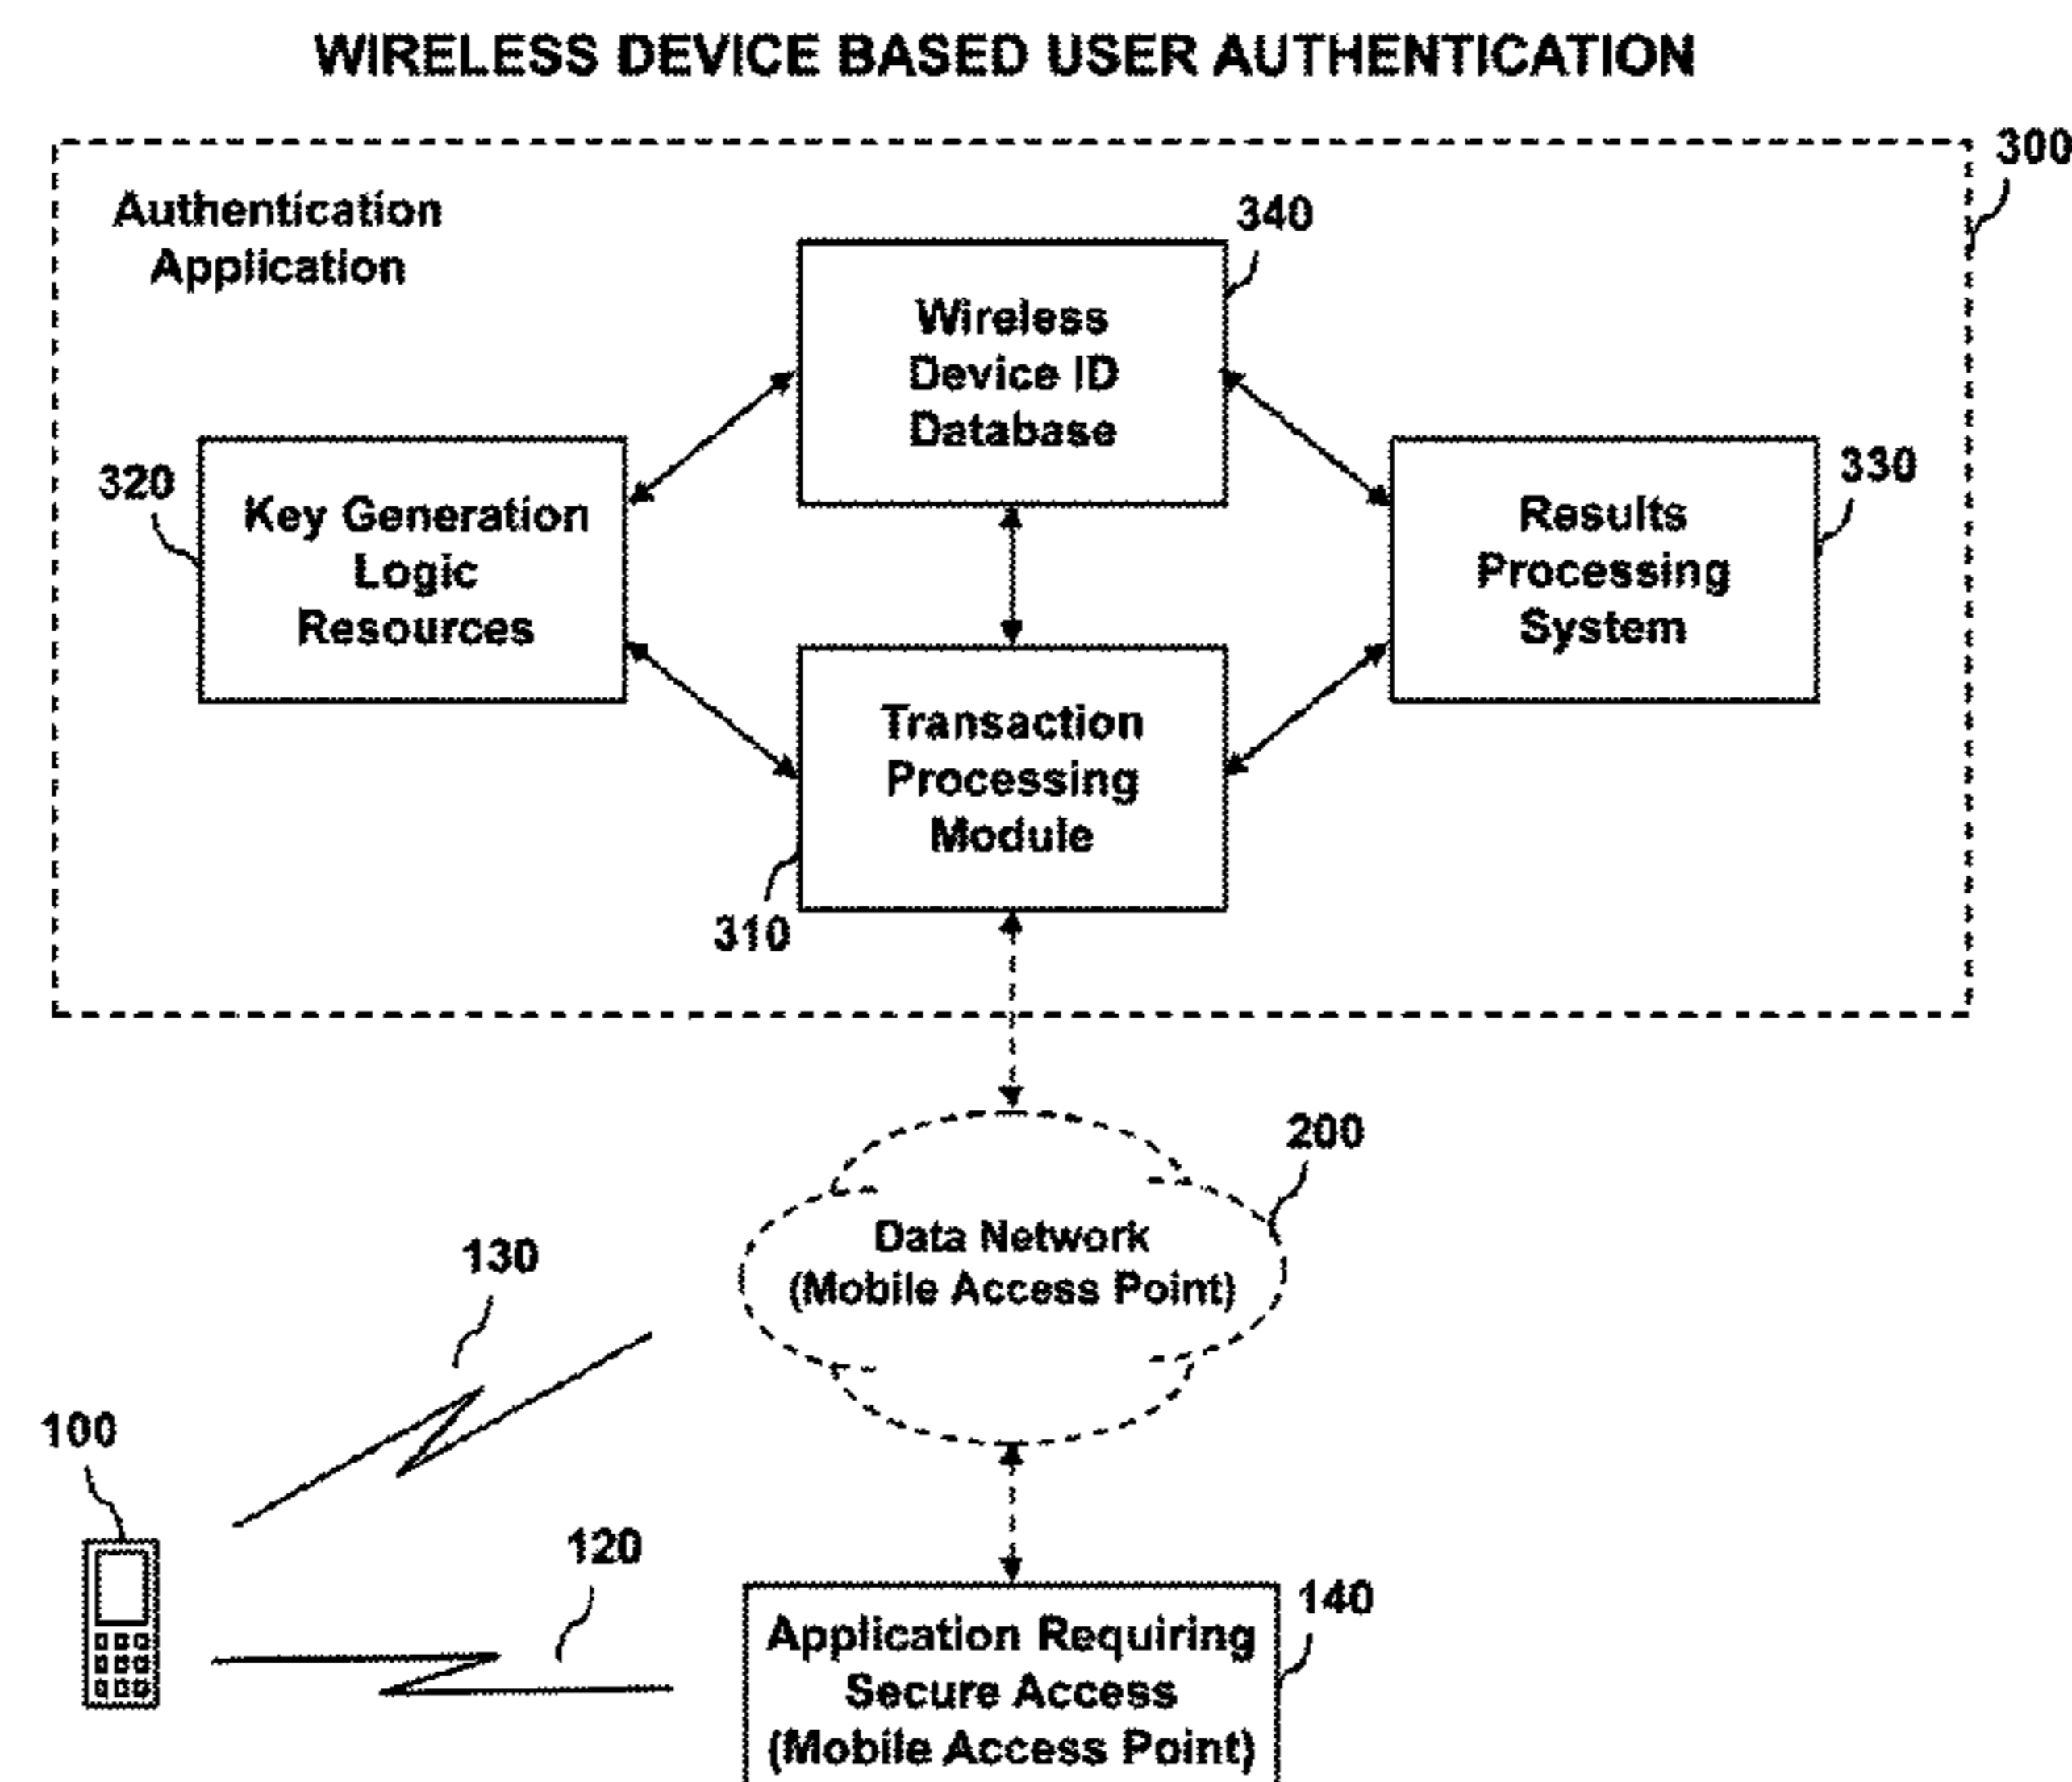 WIRELESS DEVICE BASED USER AUTHENTICATION
300
Authentication
Application
340
Wireless
Device ID
Database
320
Key Generation
Logic
Resources
330
Results
Processing
System
Transaction
Processing
Module
310
200
Data Network
(Mobile Access Point)
130
100
120
140
Application Requiring
Secure Access
(Mobile Access Point)